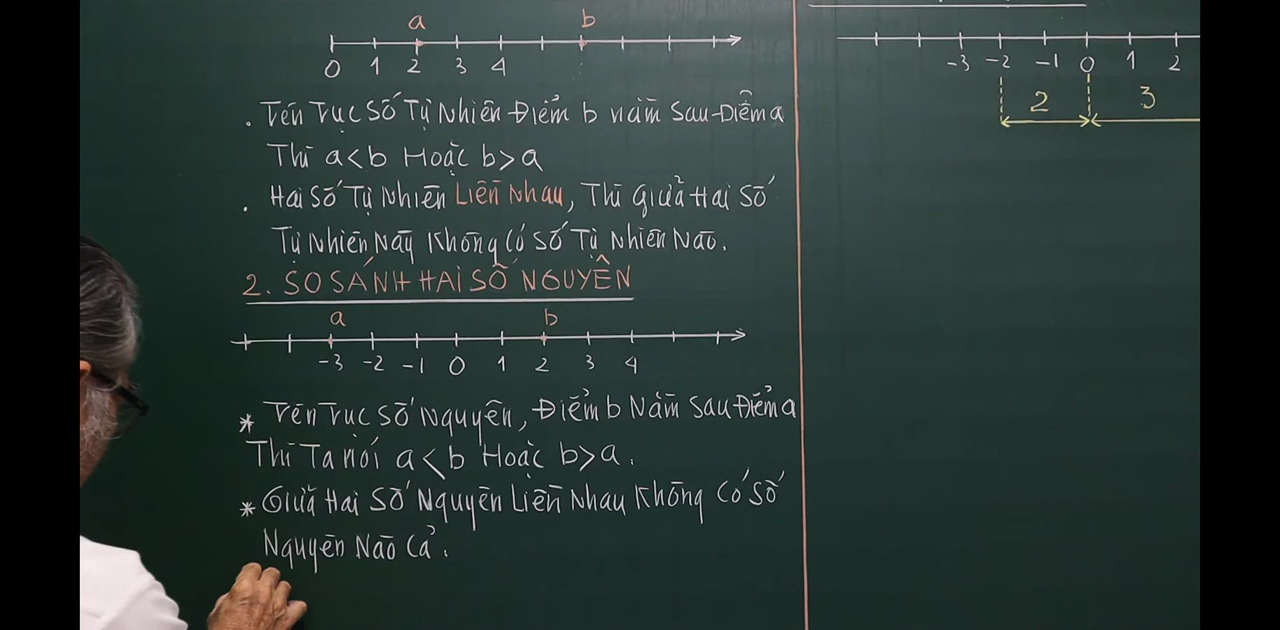 a b
0 1 2 3 4
. Trên Trục Số Tự Nhiên Điểm b nằm Sau Điểm a
Thì a < b Hoặc b > a
. Hai Số Tự Nhiên Liền Nhau, Thì Giữa Hai Số
Tự Nhiên Này Không Có Số Tự Nhiên Nào.
2. SO SÁNH HAI SỐ NGUYÊN
a b
-3 -2 -1 0 1 2 3 4
* Trên Trục Số Nguyên, Điểm b Nằm Sau Điểm a
Thì Ta nói a < b Hoặc b > a.
* Giữa Hai Số Nguyên Liền Nhau Không Có Số
Nguyên Nào Cả.
-3 -2 -1 0 1 2
2 3